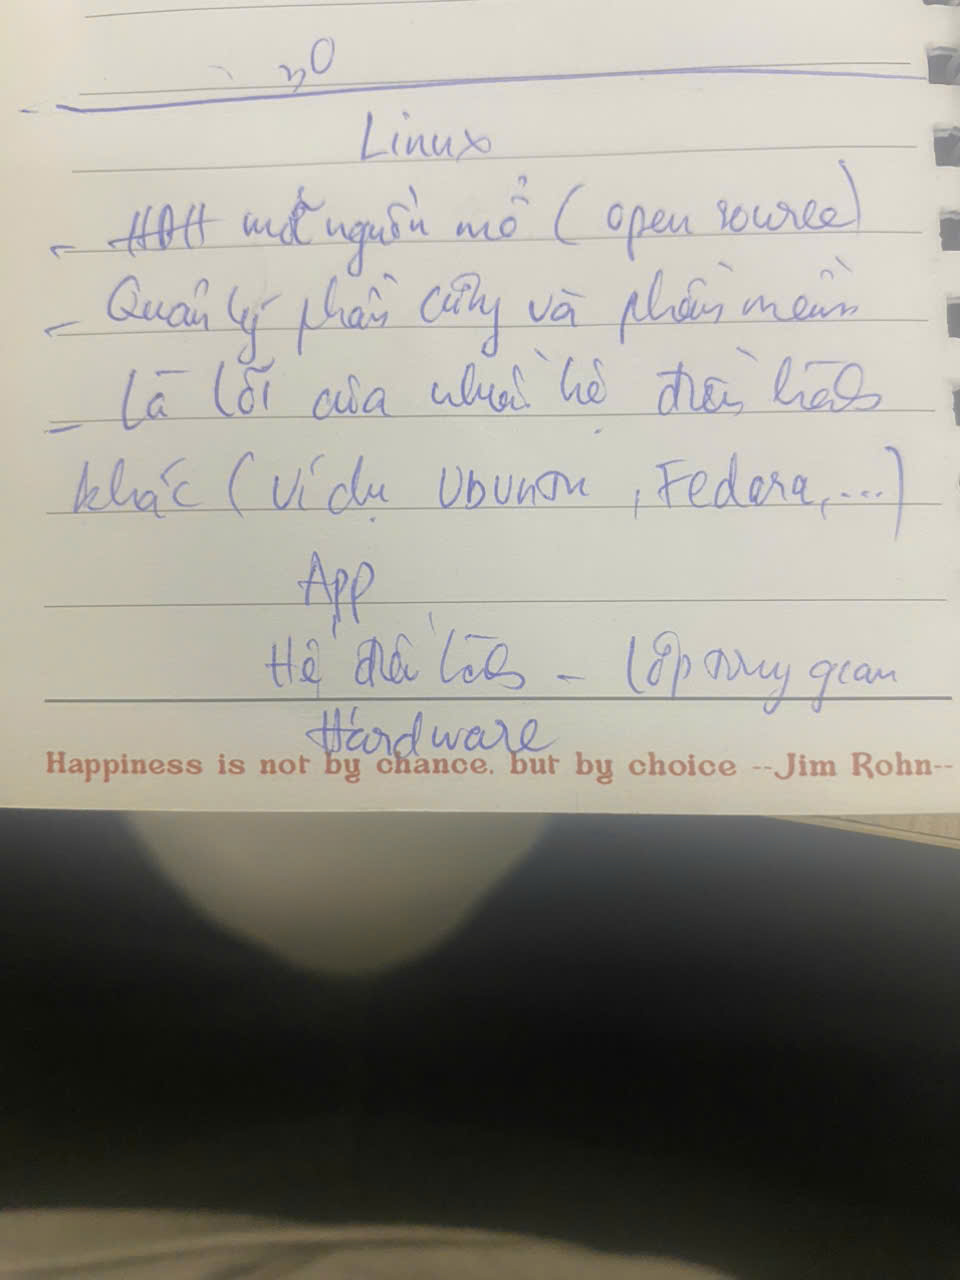 Linux
- HĐH mã nguồn mở (open source)
- Quản lý phần cứng và phần mềm
- là lõi của nhiều hệ điều hành
khác (ví dụ Ubuntu, Fedora,...)
App
Hệ điều hành - lớp trung gian
Hardware
Happiness is not by chance. but by choice --Jim Rohn--